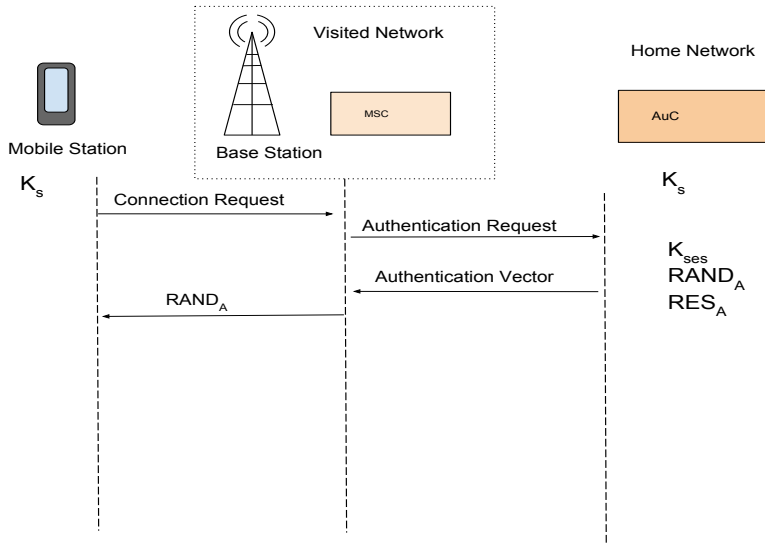 Visited Network
Home Network
MSC
AuC
Mobile Station
Base Station
Kₛ
Kₛ
Connection Request
Authentication Request
Kses
Authentication Vector
RANDA
RANDA
RESA